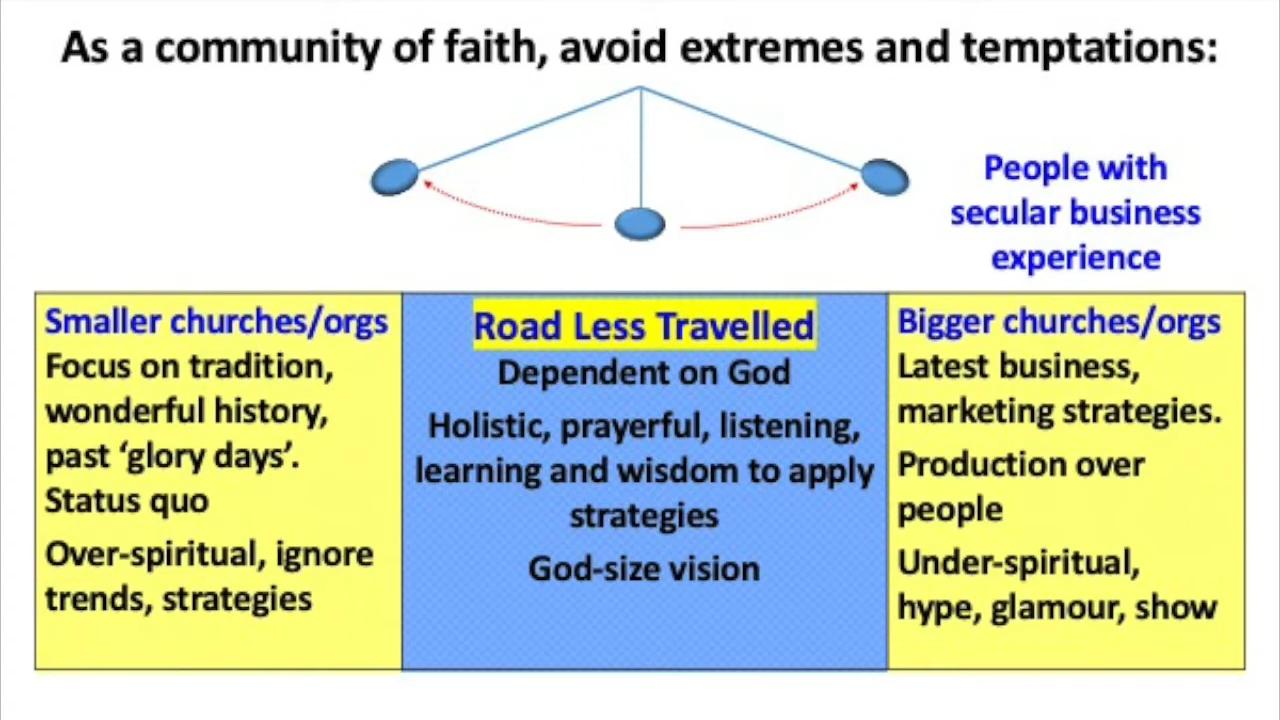 As a community of faith, avoid extremes and temptations:
People with
secular business
experience
Smaller churches/orgs
Focus on tradition,
wonderful history,
past ‘glory days’.
Status quo
Over-spiritual, ignore
trends, strategies
Road Less Travelled
Dependent on God
Holistic, prayerful, listening,
learning and wisdom to apply
strategies
God-size vision
Bigger churches/orgs
Latest business,
marketing strategies.
Production over
people
Under-spiritual,
hype, glamour, show